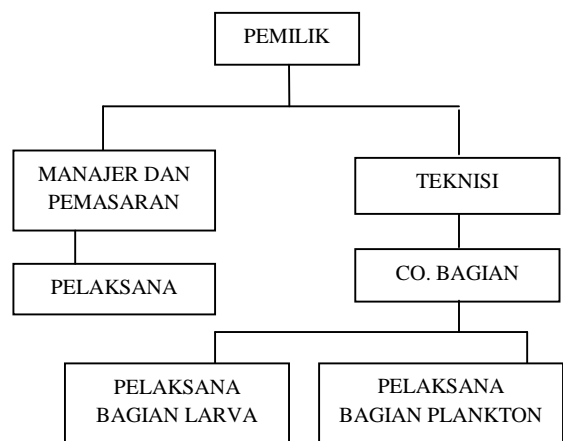 PEMILIK
MANAJER DAN
PEMASARAN
TEKNISI
PELAKSANA
CO. BAGIAN
PELAKSANA
BAGIAN LARVA
PELAKSANA
BAGIAN PLANKTON